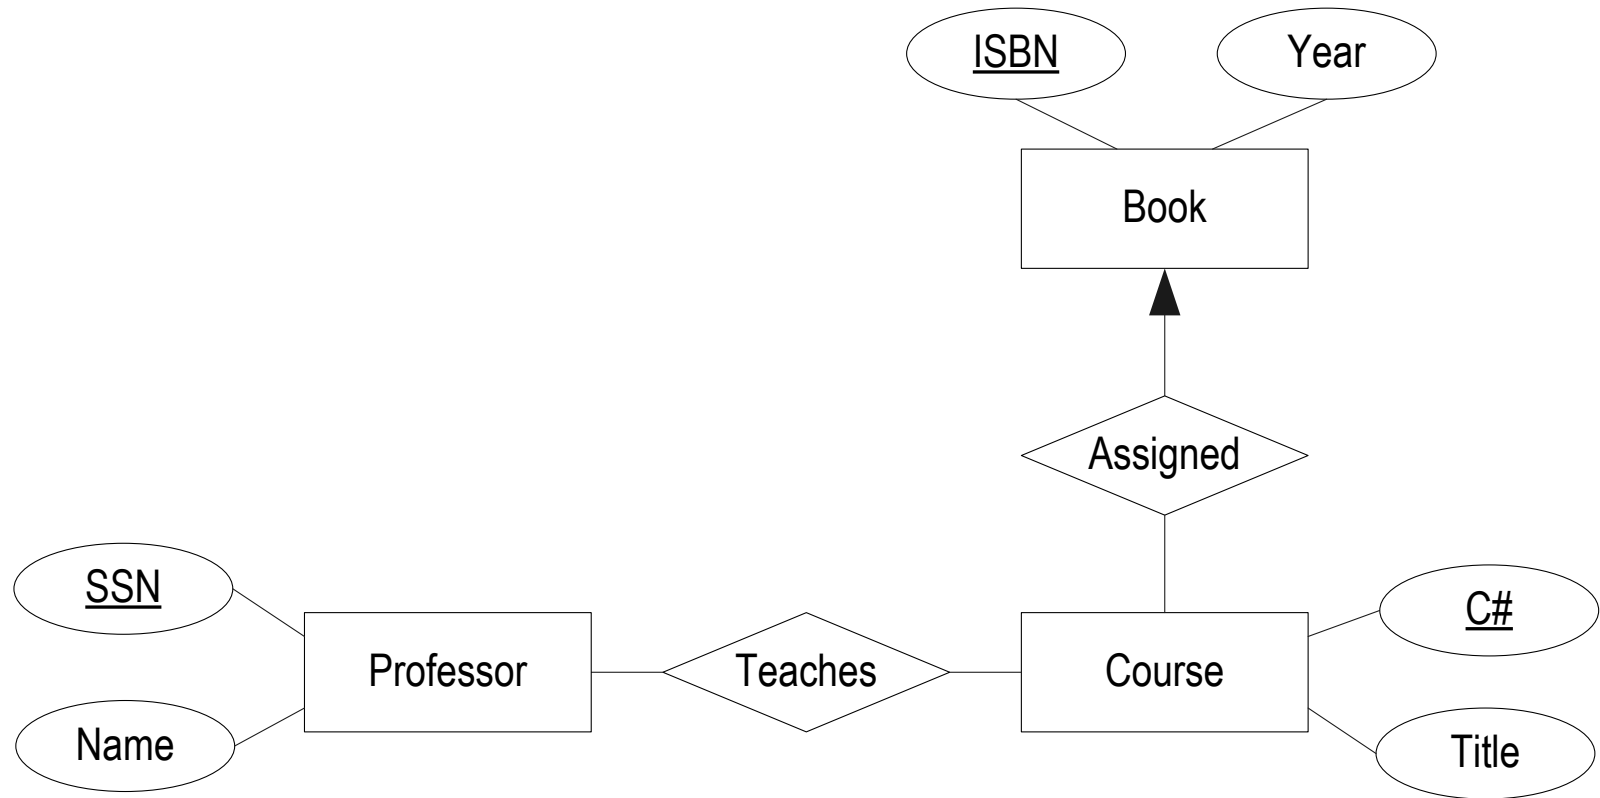 ISBN
Year
Book
Assigned
SSN
C#
Professor
Teaches
Course
Name
Title